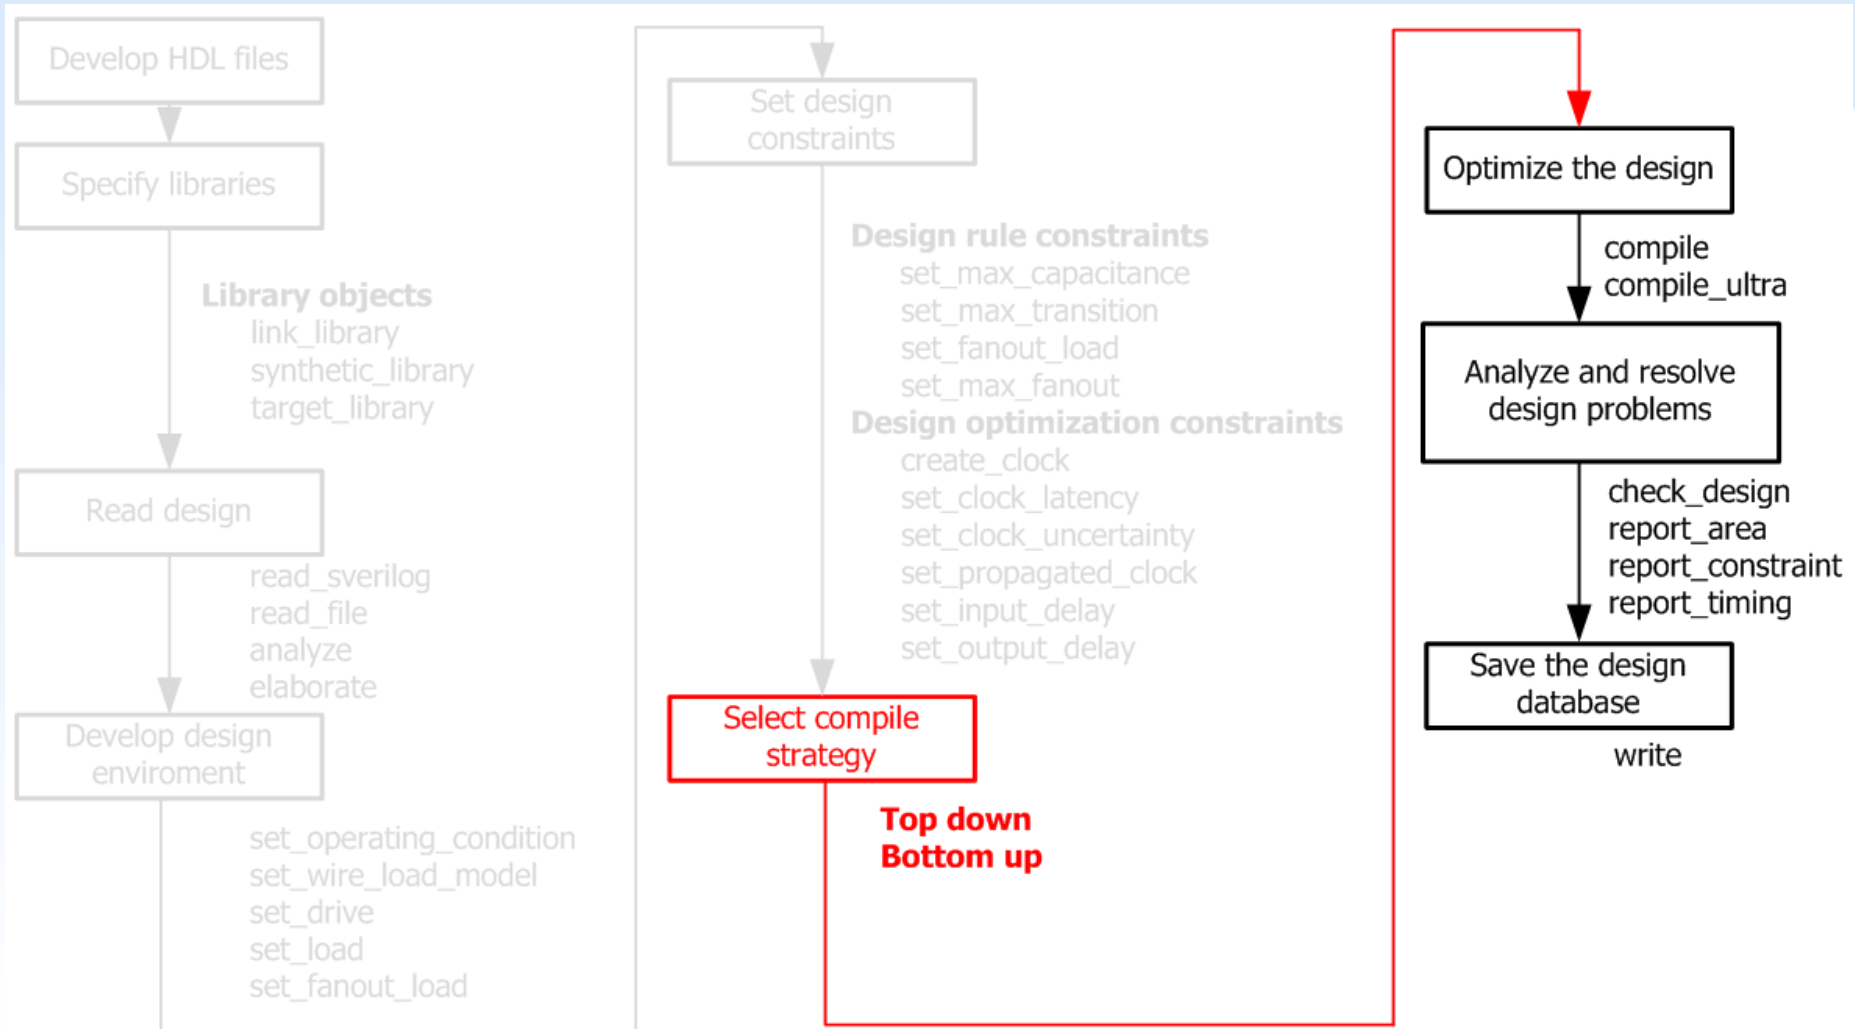 Develop HDL files
Specify libraries
Library objects
link_library
synthetic_library
target_library
Read design
read_sverilog
read_file
analyze
elaborate
Develop design
enviroment
set_operating_condition
set_wire_load_model
set_drive
set_load
set_fanout_load
Set design
constraints
Design rule constraints
set_max_capacitance
set_max_transition
set_fanout_load
set_max_fanout
Design optimization constraints
create_clock
set_clock_latency
set_clock_uncertainty
set_propagated_clock
set_input_delay
set_output_delay
Select compile
strategy
Top down
Bottom up
Optimize the design
compile
compile_ultra
Analyze and resolve
design problems
check_design
report_area
report_constraint
report_timing
Save the design
database
write